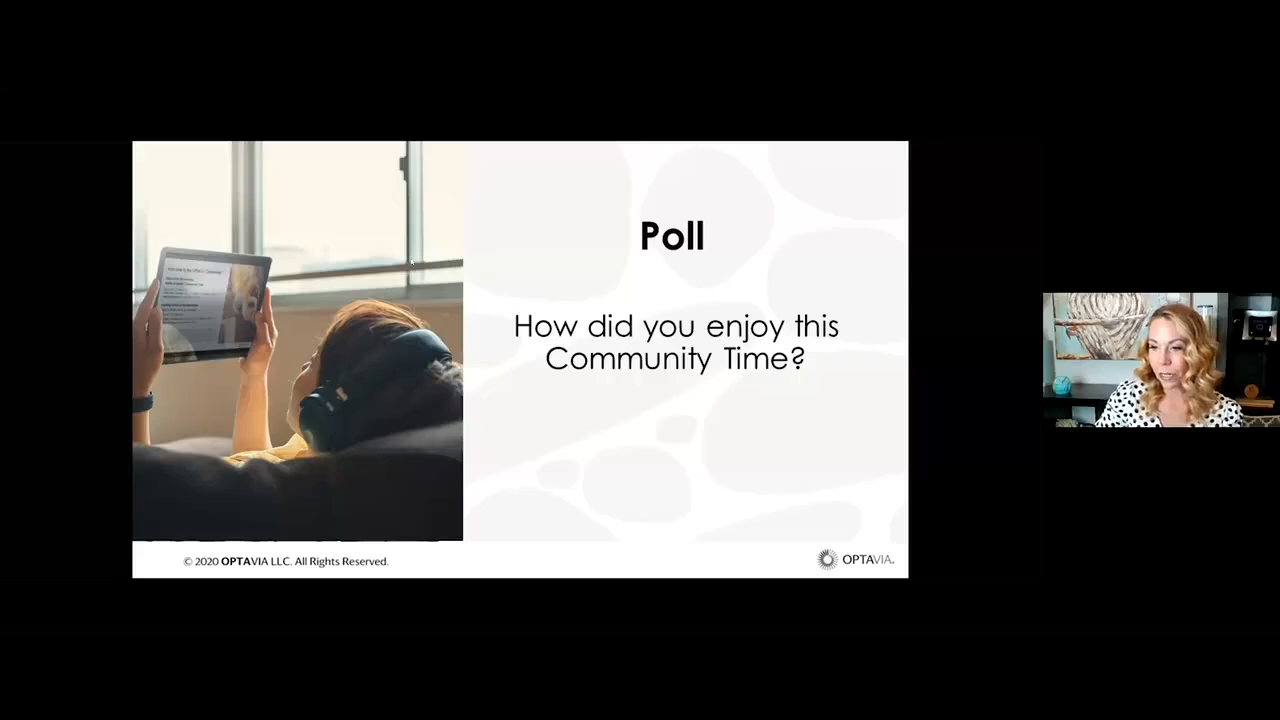 Poll
How did you enjoy this
Community Time?
© 2020 OPTAVIA LLC. All Rights Reserved.
OPTAVIA.